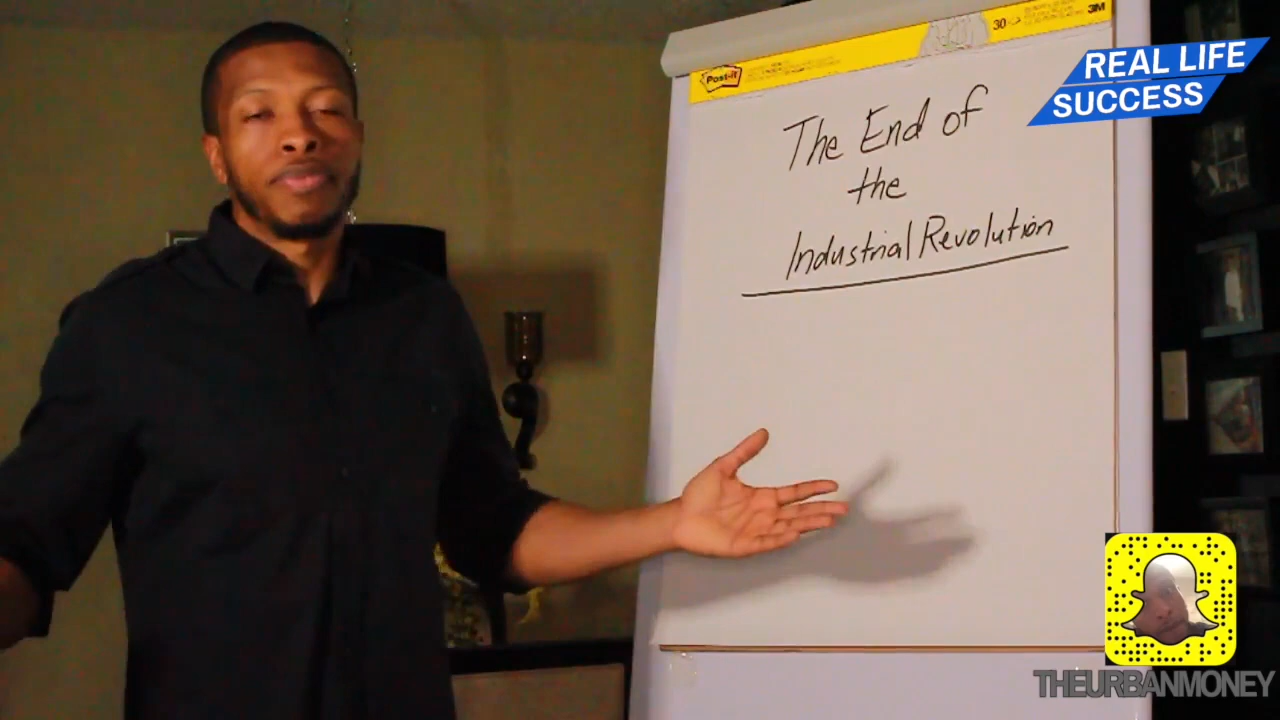 Post-it
30
3M
REAL LIFE
SUCCESS
The End of
the
Industrial Revolution
THEURBANMONEY